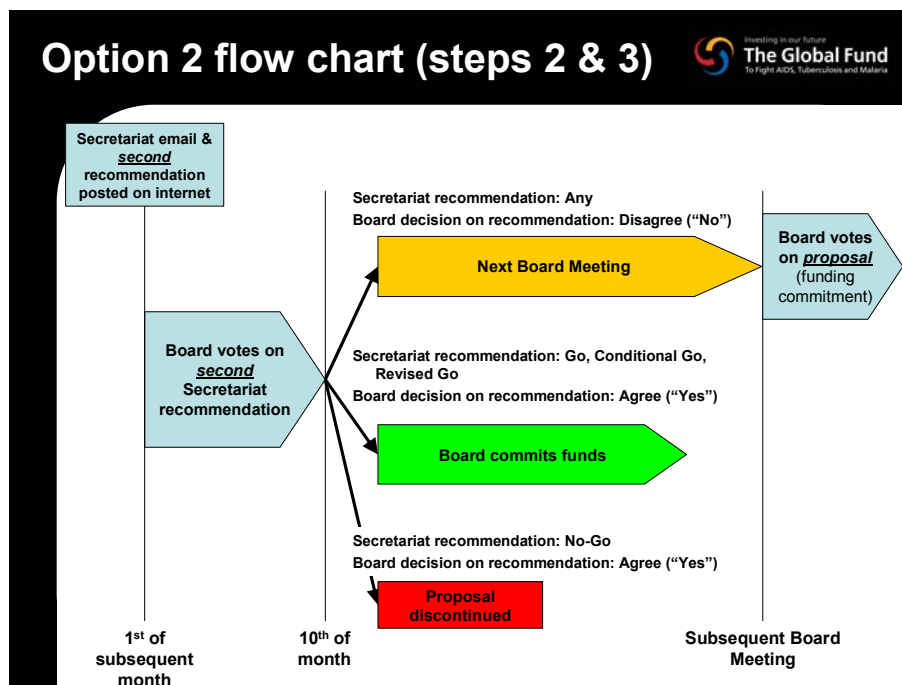 Option 2 flow chart (steps 2 & 3)
Investing in our future
The Global Fund
To Fight AIDS, Tuberculosis and Malaria
Secretariat email &
second
recommendation
posted on internet
Secretariat recommendation: Any
Board decision on recommendation: Disagree (“No”)
Next Board Meeting
Board votes
on proposal
(funding
commitment)
Board votes on
second
Secretariat
recommendation
Secretariat recommendation: Go, Conditional Go,
Revised Go
Board decision on recommendation: Agree (“Yes”)
Board commits funds
Secretariat recommendation: No-Go
Board decision on recommendation: Agree (“Yes”)
Proposal
discontinued
1st of
subsequent
month
10th of
month
Subsequent Board
Meeting